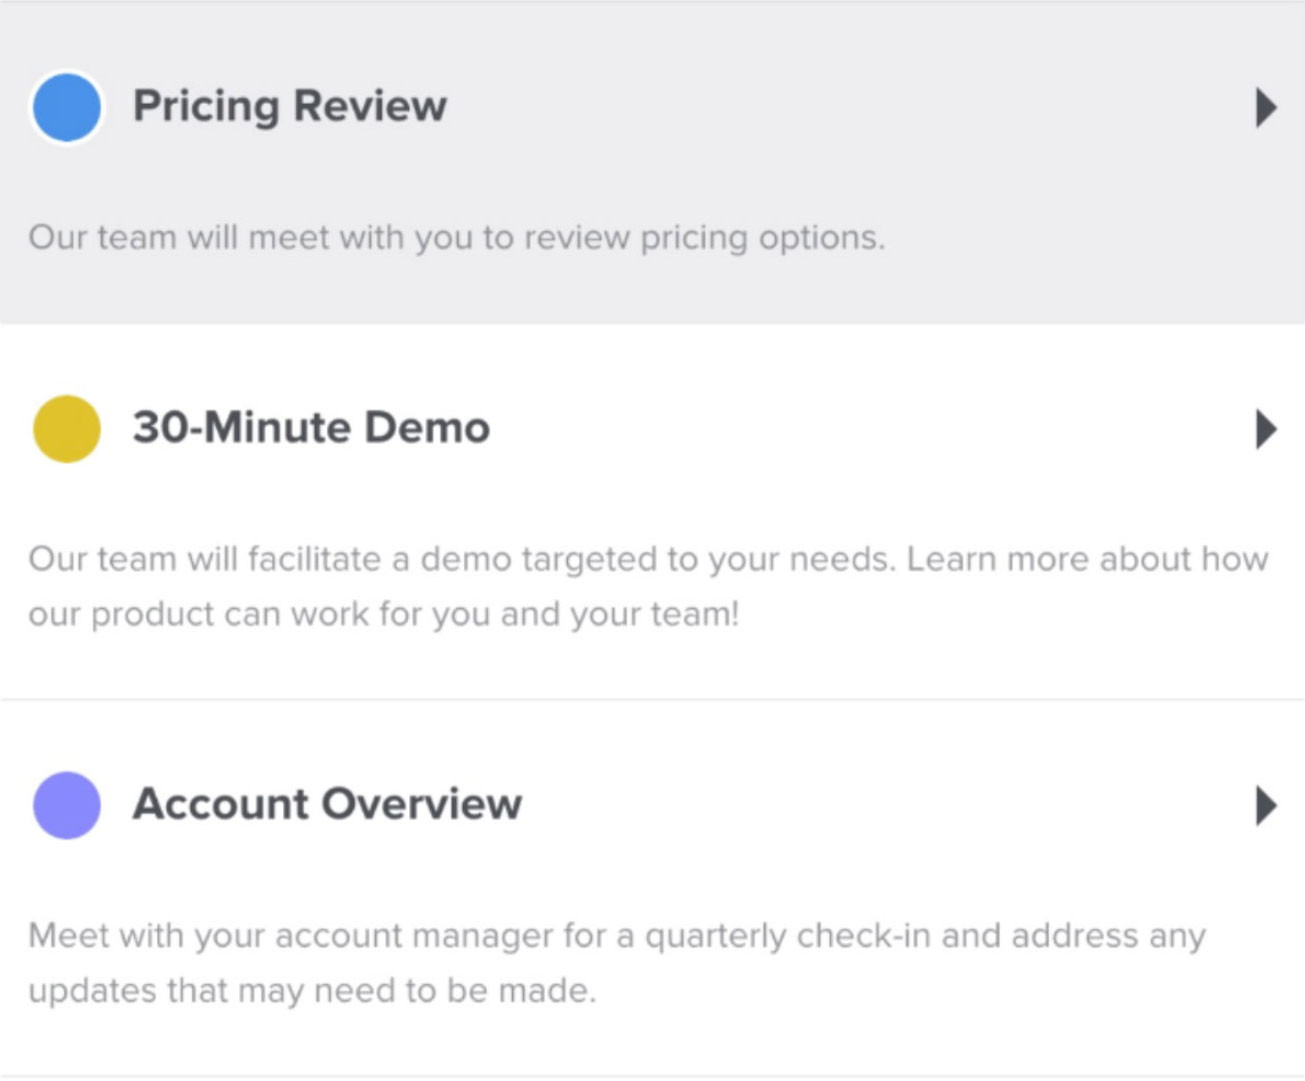 Pricing Review
Our team will meet with you to review pricing options.
30-Minute Demo
Our team will facilitate a demo targeted to your needs. Learn more about how
our product can work for you and your team!
Account Overview
Meet with your account manager for a quarterly check-in and address any
updates that may need to be made.